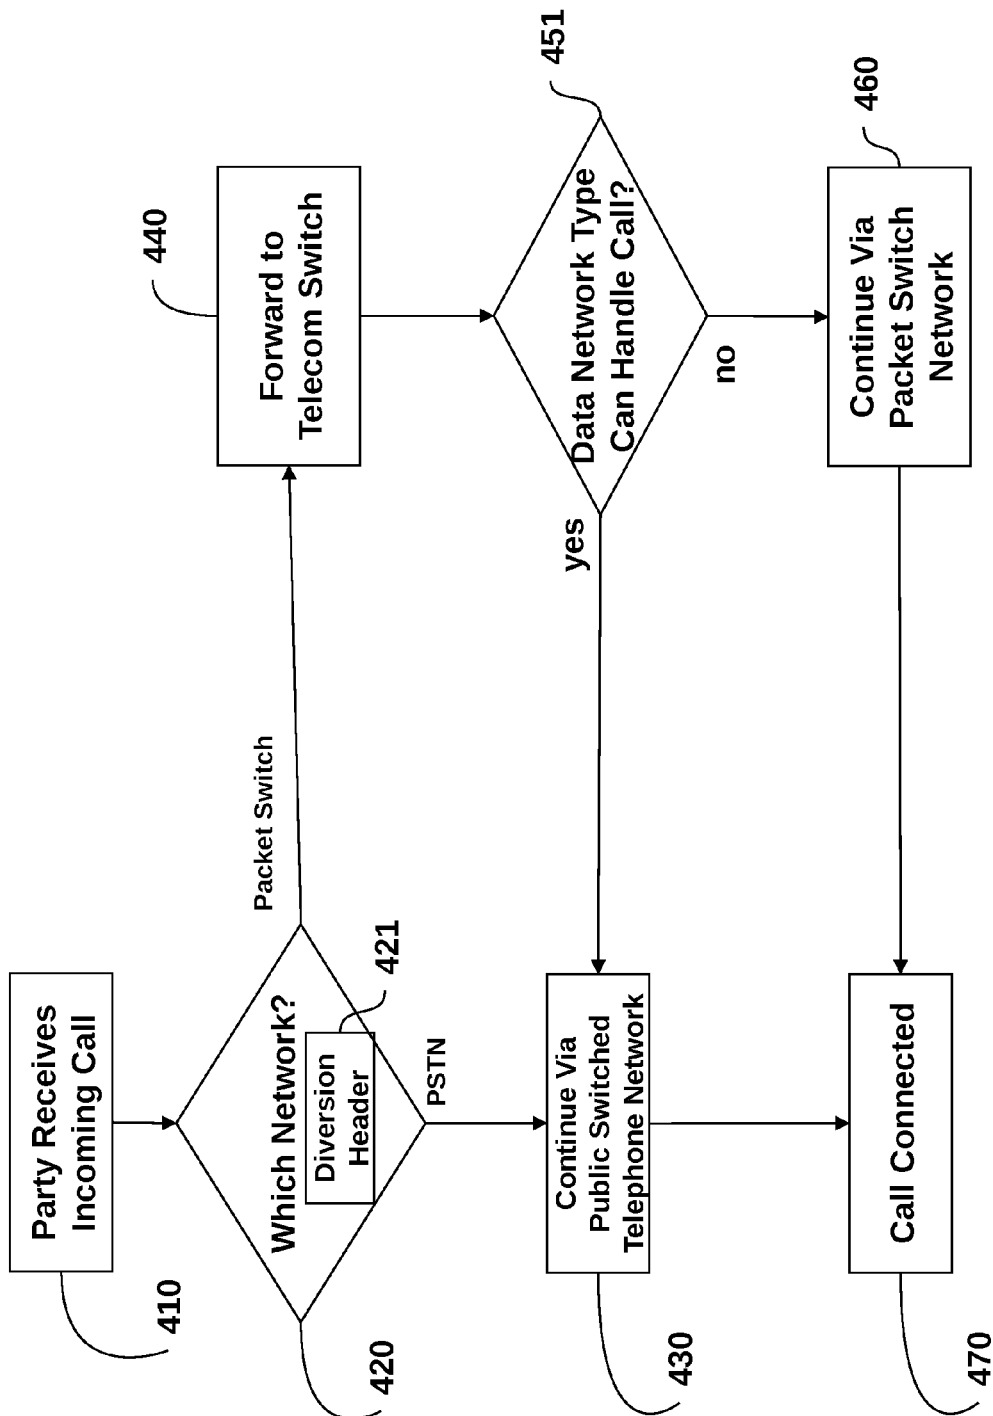 410
Party Receives
Incoming Call
420
Which Network?
Diversion
Header
421
Packet Switch
PSTN
440
Forward to
Telecom Switch
451
Data Network Type
Can Handle Call?
yes
no
430
Continue Via
Public Switched
Telephone Network
460
Continue Via
Packet Switch
Network
470
Call Connected